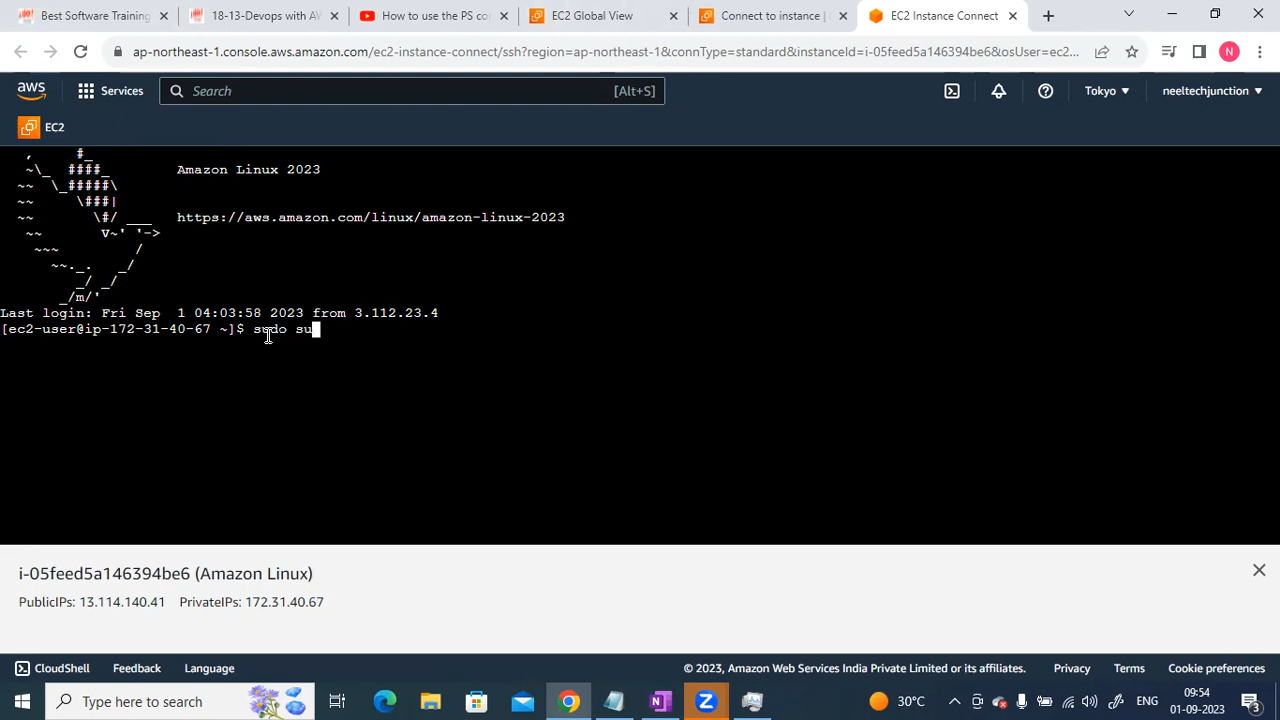 Best Software Training
18-13-Devops with AW
How to use the PS co
EC2 Global View
Connect to instance |
EC2 Instance Connect
ap-northeast-1.console.aws.amazon.com/ec2-instance-connect/ssh?region=ap-northeast-1&connType=standard&instanceId=i-05feed5a146394be6&osUser=ec2...
N
aws
Services
Search
[Alt+S]
Tokyo
neeltechjunction
EC2
, #_
~\_ ####_ Amazon Linux 2023
~~ \_#####\
~~ \###|
~~ \#/ ___ https://aws.amazon.com/linux/amazon-linux-2023
~~ V~' '->
~~~ /
~~._. _/
_/ _/
_/m/'
Last login: Fri Sep 1 04:03:58 2023 from 3.112.23.4
[ec2-user@ip-172-31-40-67 ~]$ sudo su
i-05feed5a146394be6 (Amazon Linux)
PublicIPs: 13.114.140.41 PrivateIPs: 172.31.40.67
CloudShell
Feedback
Language
© 2023, Amazon Web Services India Private Limited or its affiliates.
Privacy
Terms
Cookie preferences
Type here to search
30°C
ENG
09:54
01-09-2023
3